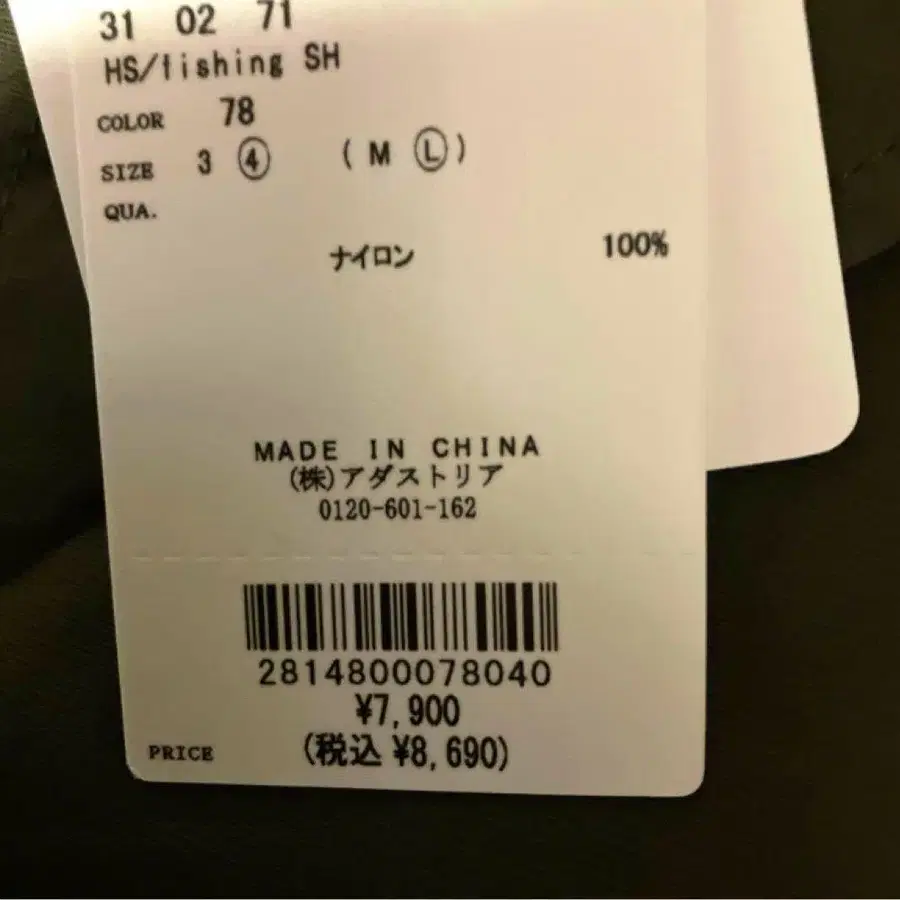 31 02 71
HS/fishing SH
COLOR 78
SIZE 3 ④ ( M Ⓛ )
QUA.
ナイロン 100%
MADE IN CHINA
(株)アダストリア
0120-601-162
2814800078040
¥7,900
PRICE (税込 ¥8,690)